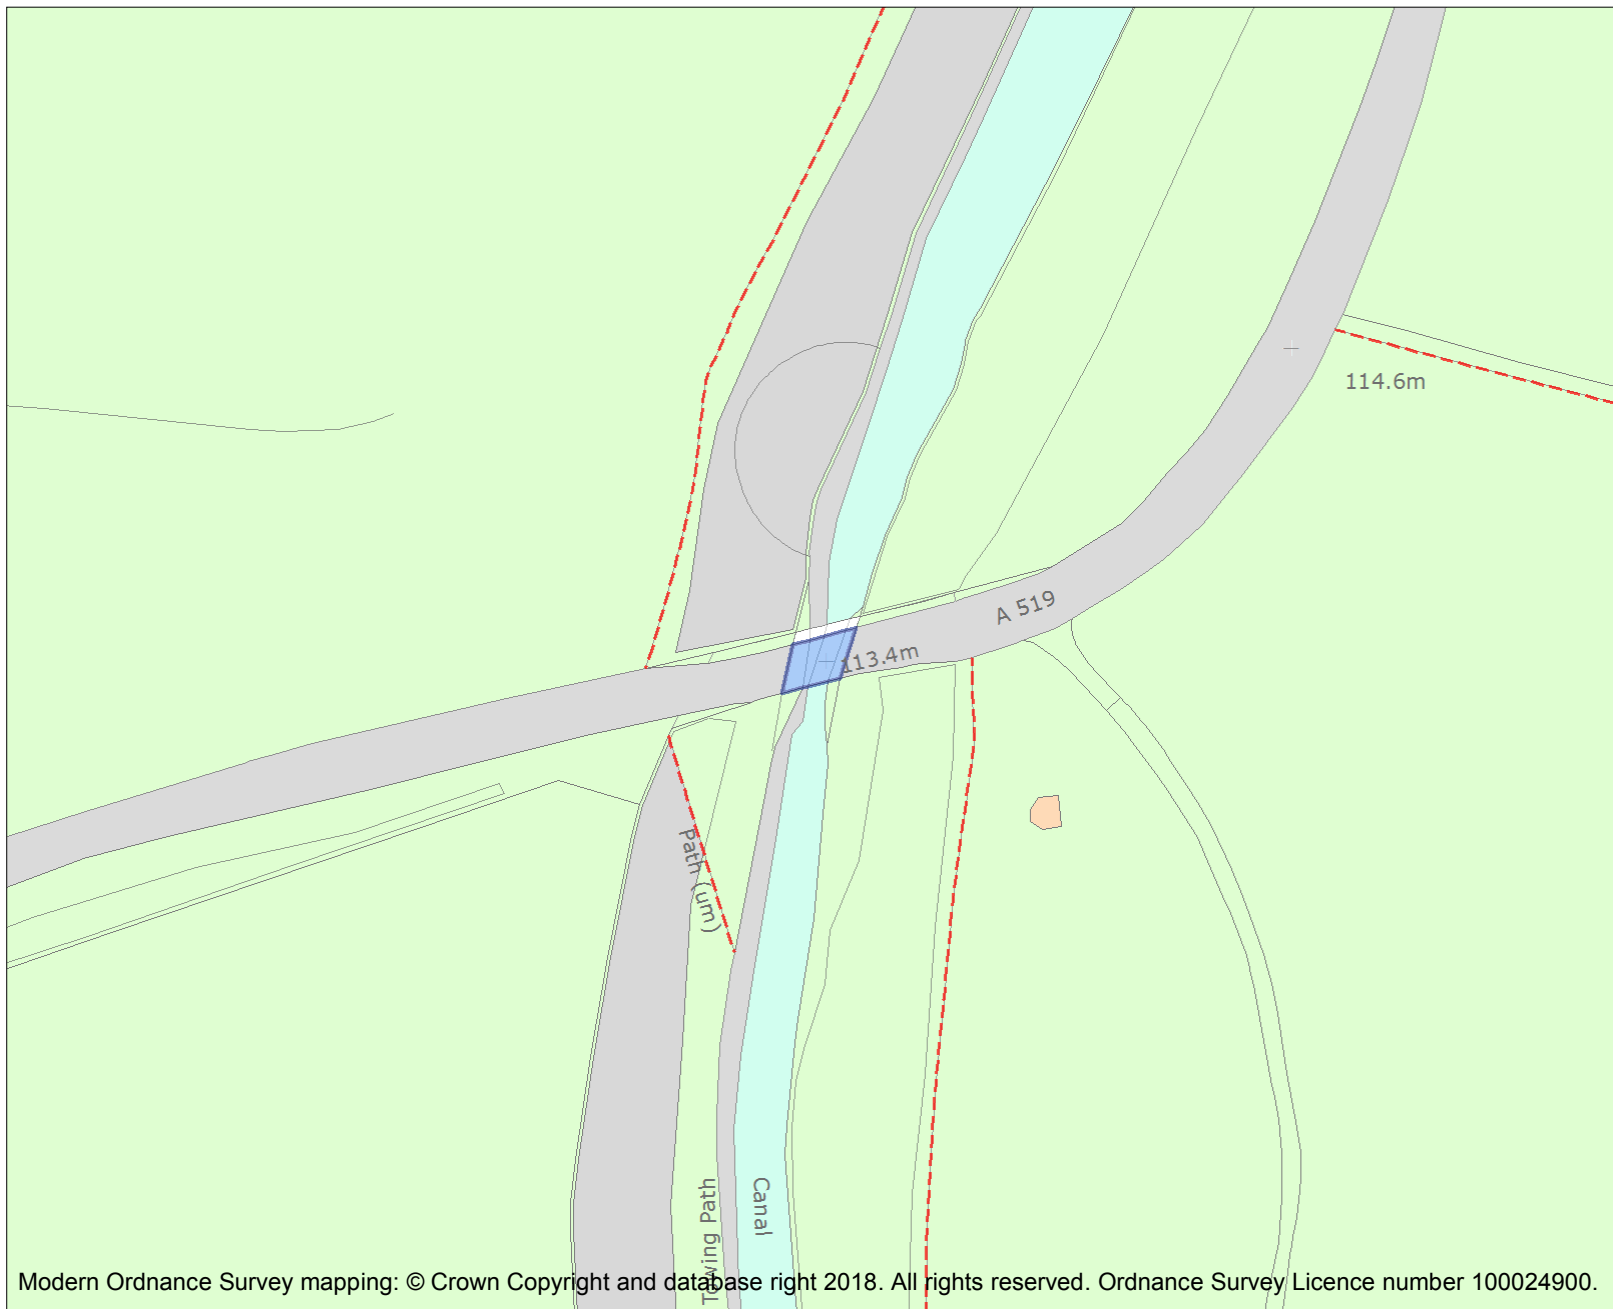 114.6m
A 519
113.4m
Path (um)
Towing Path
Canal
Modern Ordnance Survey mapping: © Crown Copyright and database right 2018. All rights reserved. Ordnance Survey Licence number 100024900.